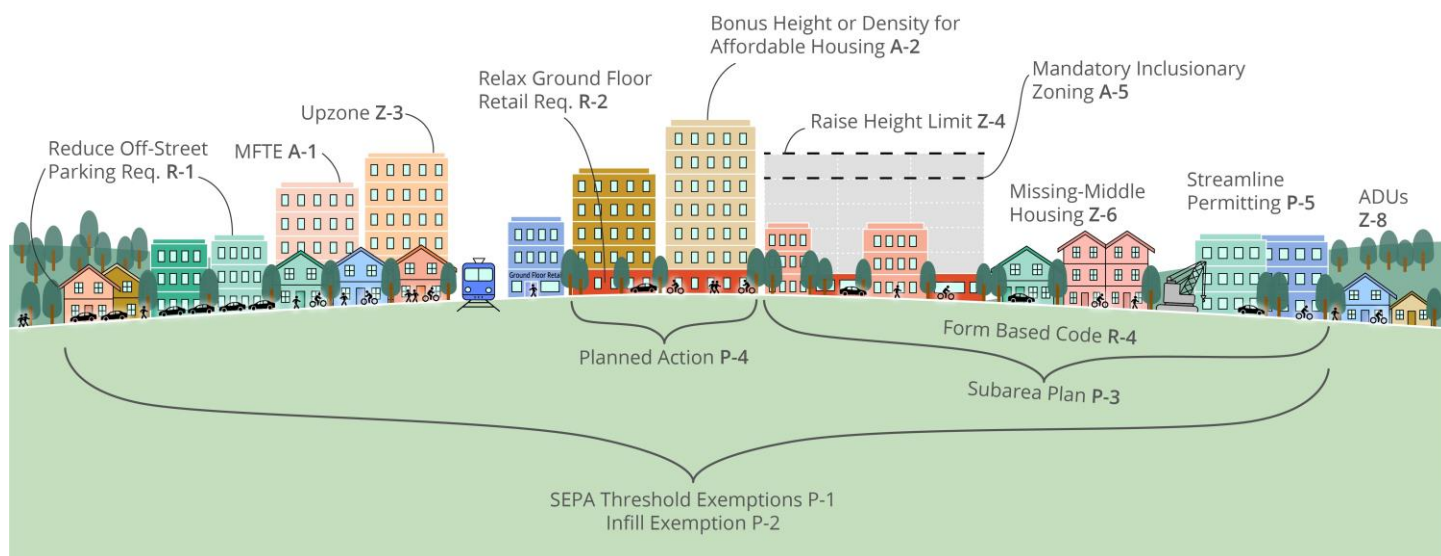 Bonus Height or Density for
Affordable Housing A-2
Relax Ground Floor
Retail Req. R-2
Mandatory Inclusionary
Zoning A-5
Upzone Z-3
Raise Height Limit Z-4
Reduce Off-Street
Parking Req. R-1
MFTE A-1
Missing-Middle
Housing Z-6
Streamline
Permitting P-5
ADUs
Z-8
Ground Floor Retai
Form Based Code R-4
Planned Action P-4
Subarea Plan P-3
SEPA Threshold Exemptions P-1
Infill Exemption P-2